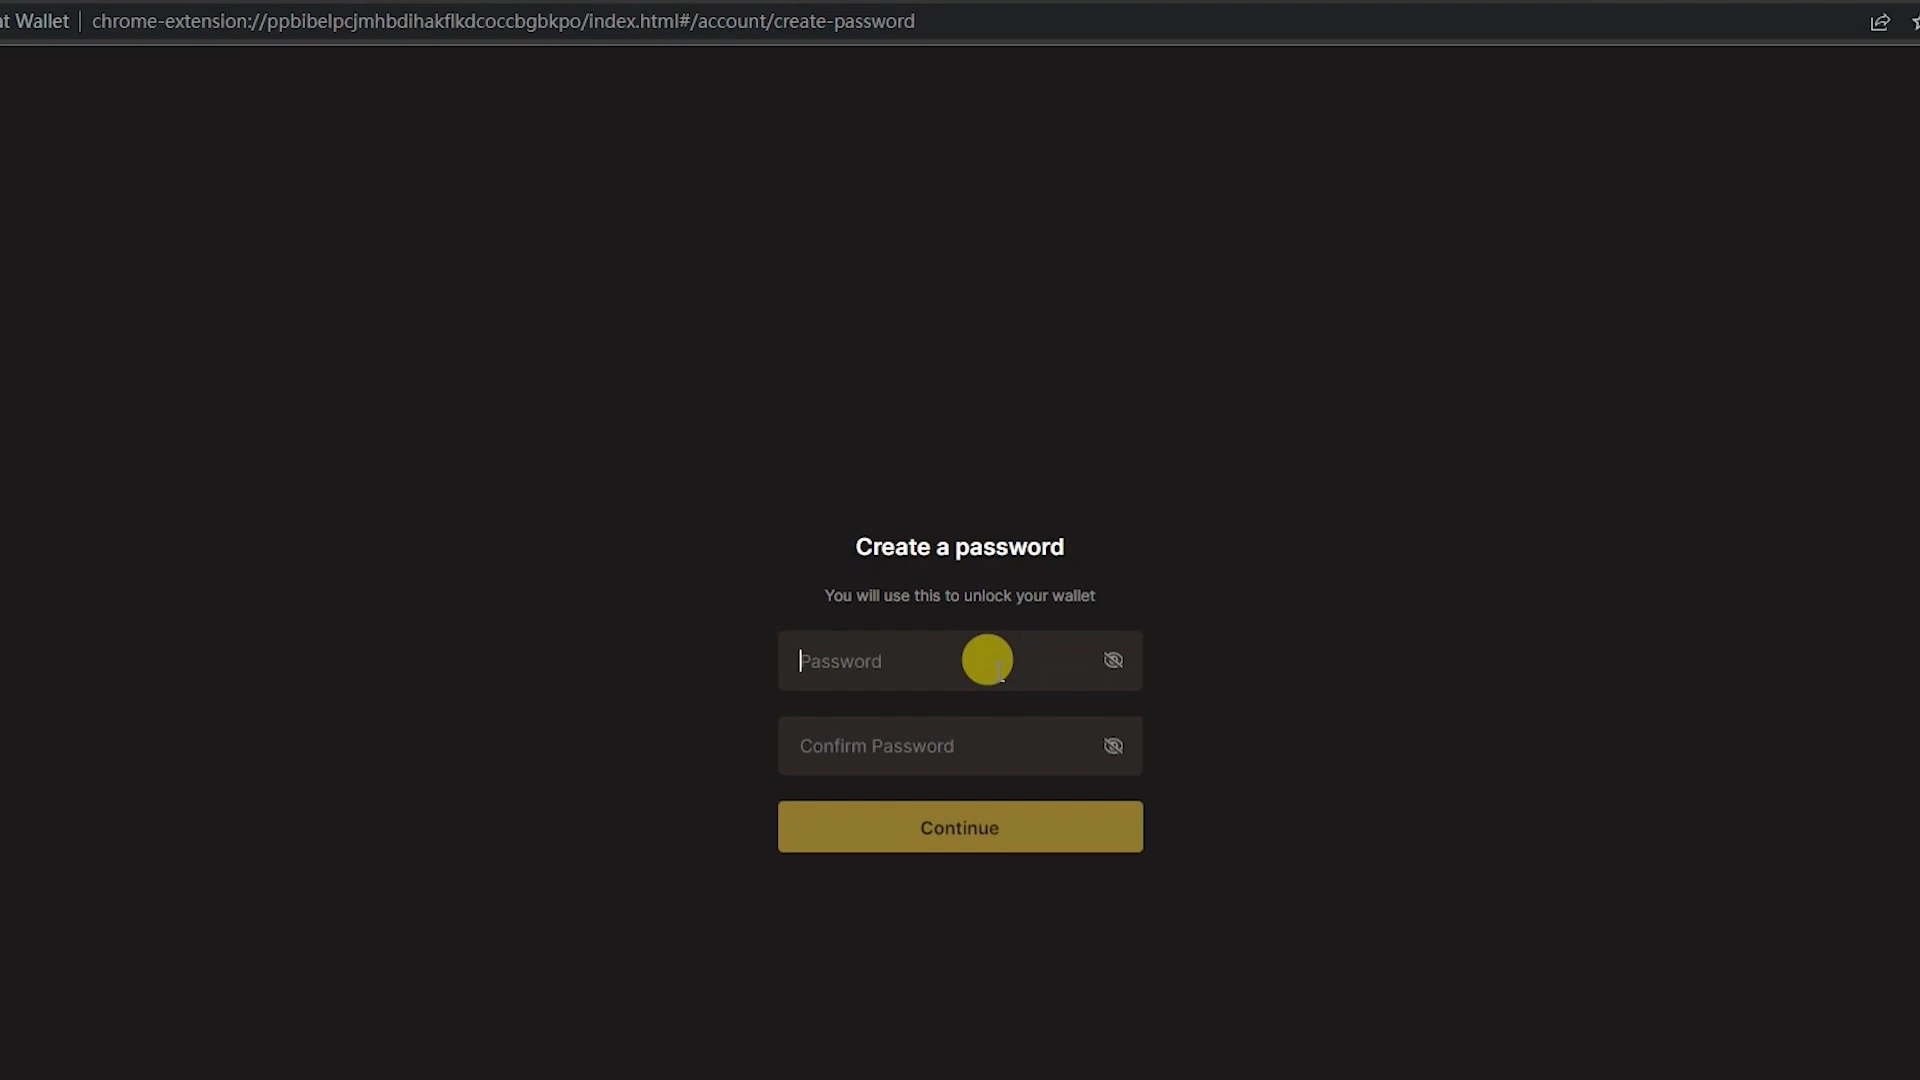 at Wallet | chrome-extension://ppbibelpcjmhbdihakflkdcoccbgbkpo/index.html#/account/create-password
Create a password
You will use this to unlock your wallet
Password
Confirm Password
Continue